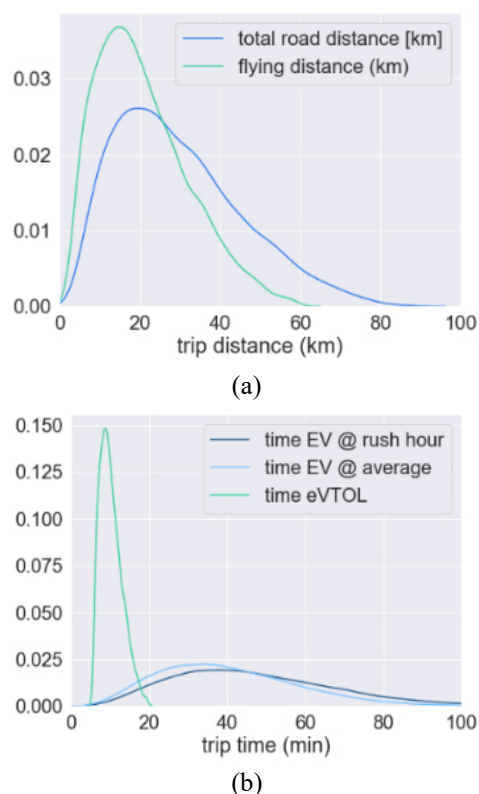 total road distance [km]
flying distance (km)
0.03
0.02
0.01
0.00
0 20 40 60 80 100
trip distance (km)
(a)
0.150
time EV @ rush hour
time EV @ average
time eVTOL
0.125
0.100
0.075
0.050
0.025
0.000
0 20 40 60 80 100
trip time (min)
(b)